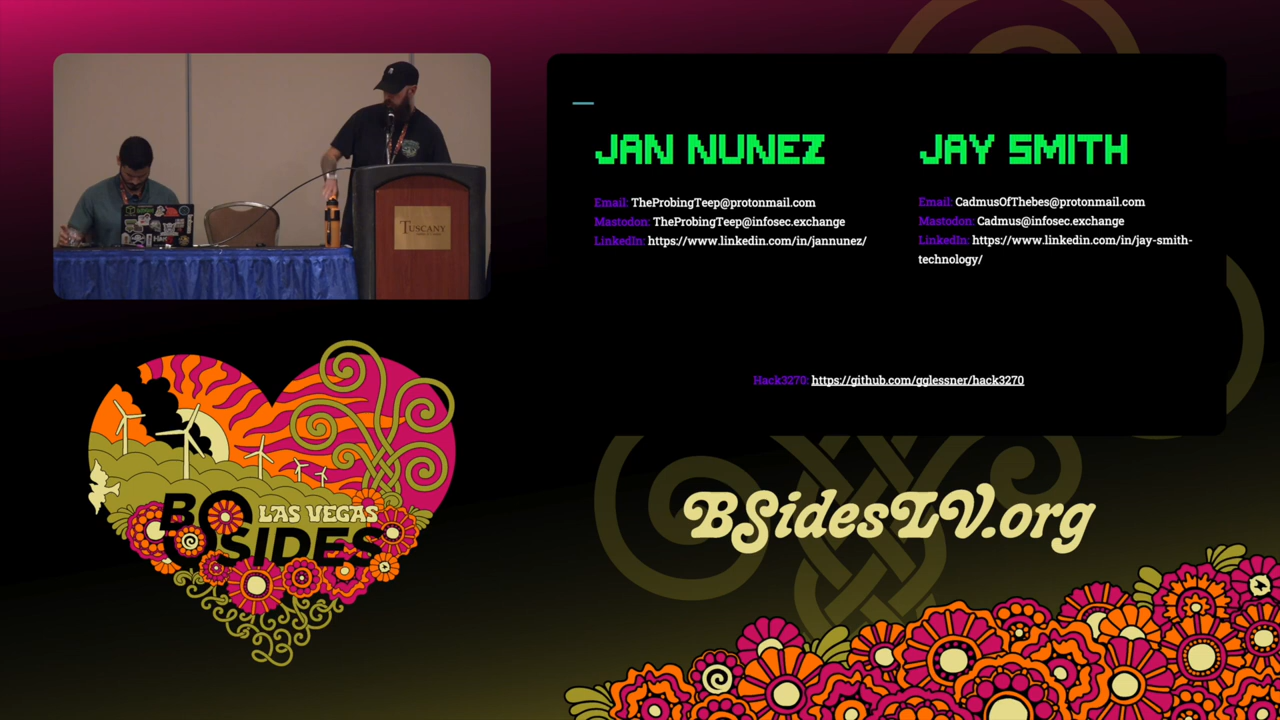 JAN NUNEZ
Email: TheProbingTeep@protonmail.com
Mastodon: TheProbingTeep@infosec.exchange
LinkedIn: https://www.linkedin.com/in/jannunez/
JAY SMITH
Email: CadmusOfThebes@protonmail.com
Mastodon: Cadmus@infosec.exchange
LinkedIn: https://www.linkedin.com/in/jay-smith-
technology/
Hack3270: https://github.com/gglessner/hack3270
TUSCANY
LAS VEGAS
BSIDES
23
BSidesLV.org